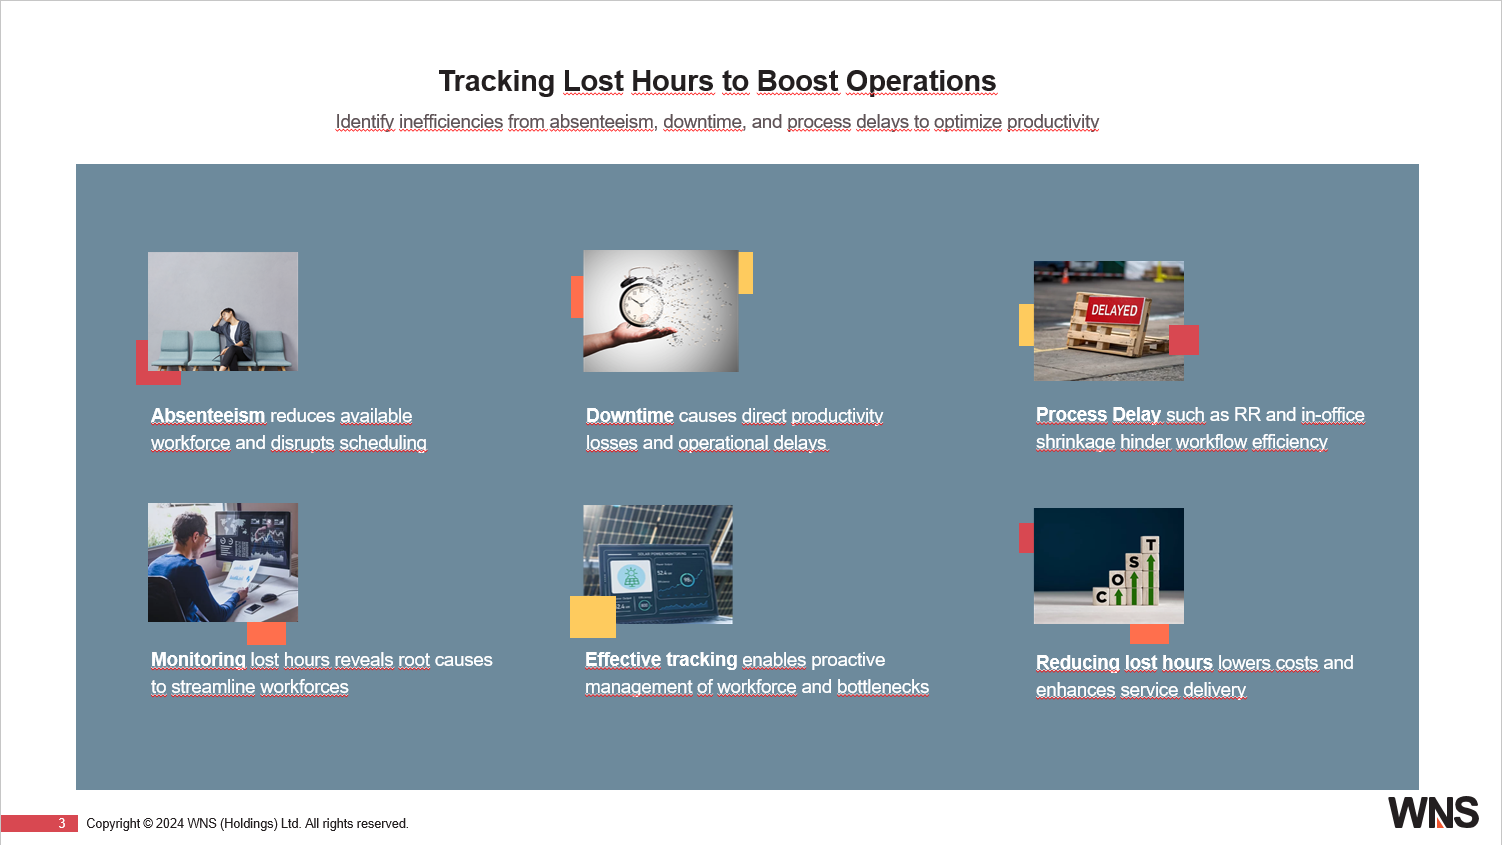 Tracking Lost Hours to Boost Operations
Identify inefficiencies from absenteeism, downtime, and process delays to optimize productivity
DELAYED
Absenteeism reduces available
workforce and disrupts scheduling
Downtime causes direct productivity
losses and operational delays
Process Delay such as RR and in-office
shrinkage hinder workflow efficiency
SOLAR POWER MONITORING
C O S T
Monitoring lost hours reveals root causes
to streamline workforces
Effective tracking enables proactive
management of workforce and bottlenecks
Reducing lost hours lowers costs and
enhances service delivery
3
Copyright © 2024 WNS (Holdings) Ltd. All rights reserved.
WNS